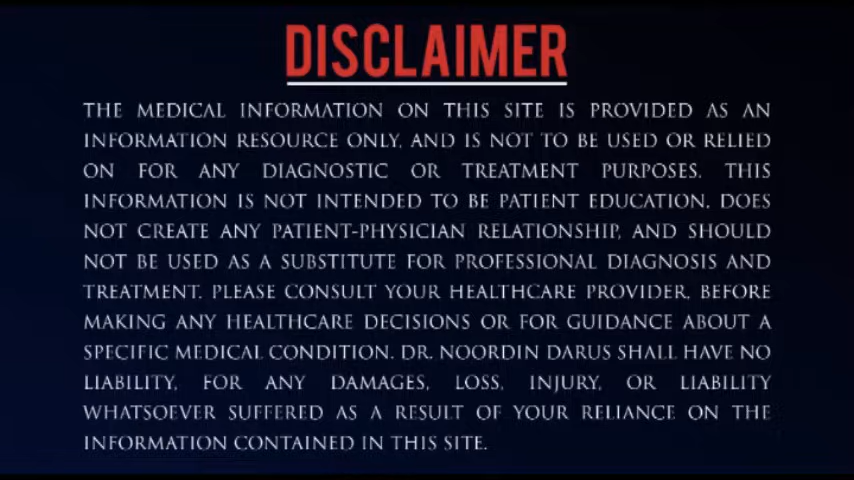 DISCLAIMER
THE MEDICAL INFORMATION ON THIS SITE IS PROVIDED AS AN
INFORMATION RESOURCE ONLY, AND IS NOT TO BE USED OR RELIED
ON FOR ANY DIAGNOSTIC OR TREATMENT PURPOSES. THIS
INFORMATION IS NOT INTENDED TO BE PATIENT EDUCATION, DOES
NOT CREATE ANY PATIENT-PHYSICIAN RELATIONSHIP, AND SHOULD
NOT BE USED AS A SUBSTITUTE FOR PROFESSIONAL DIAGNOSIS AND
TREATMENT. PLEASE CONSULT YOUR HEALTHCARE PROVIDER, BEFORE
MAKING ANY HEALTHCARE DECISIONS OR FOR GUIDANCE ABOUT A
SPECIFIC MEDICAL CONDITION. DR. NOORDIN DARUS SHALL HAVE NO
LIABILITY, FOR ANY DAMAGES, LOSS, INJURY, OR LIABILITY
WHATSOEVER SUFFERED AS A RESULT OF YOUR RELIANCE ON THE
INFORMATION CONTAINED IN THIS SITE.